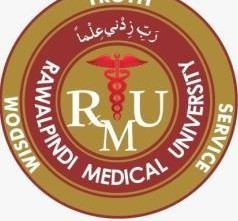 TRUTH
رَبِّ زِدْنِي عِلْمًا
RMU
RAWALPINDI MEDICAL UNIVERSITY
WISDOM
SERVICE